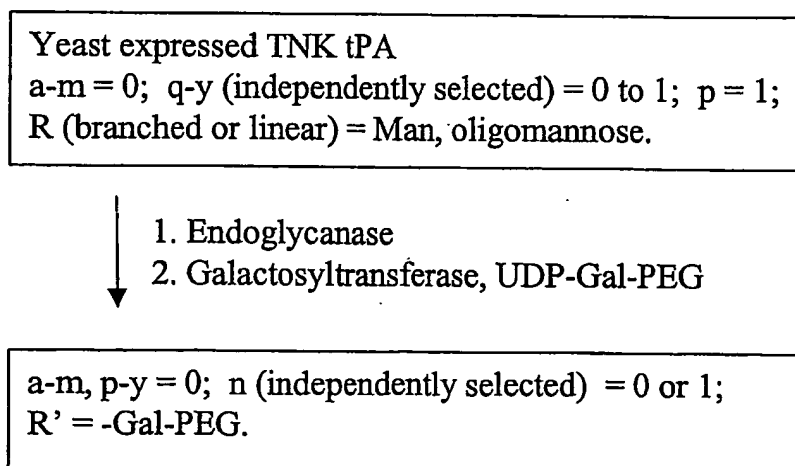 Yeast expressed TNK tPA
a-m = 0; q-y (independently selected) = 0 to 1; p = 1;
R (branched or linear) = Man, oligomannose.
1. Endoglycanase
2. Galactosyltransferase, UDP-Gal-PEG
a-m, p-y = 0; n (independently selected) = 0 or 1;
R’ = -Gal-PEG.